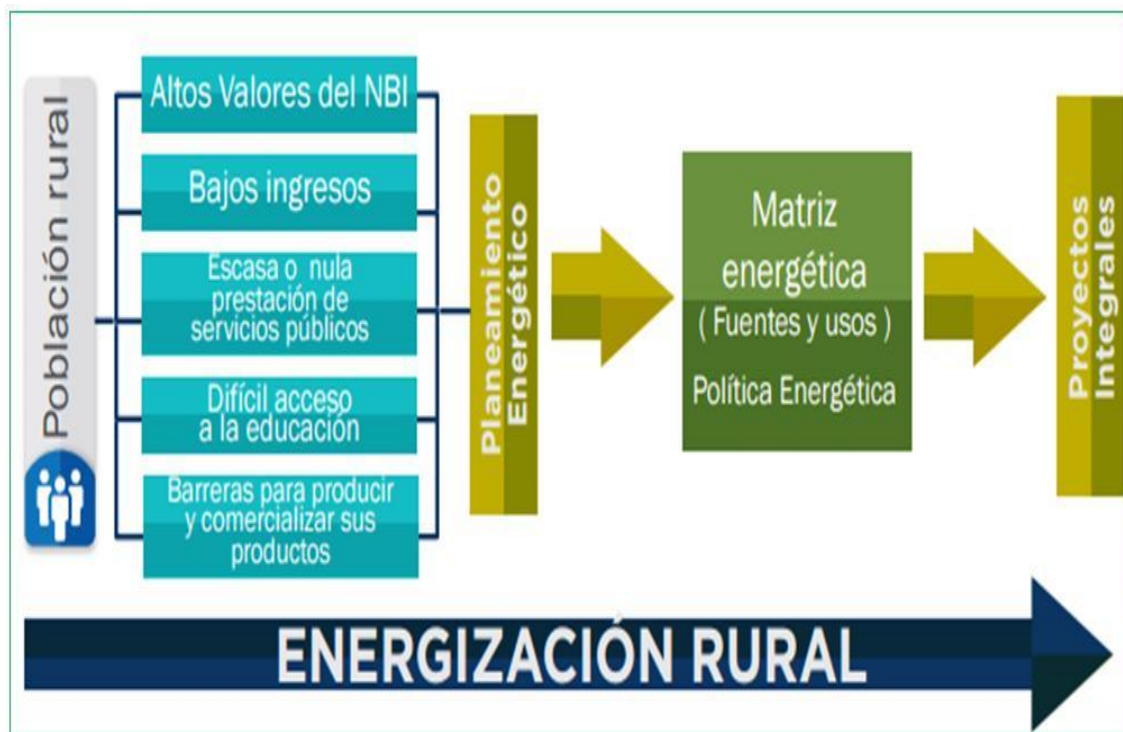 Población rural
Altos Valores del NBI
Bajos ingresos
Escasa o nula
prestación de
servicios públicos
Difícil acceso
a la educación
Barreras para producir
y comercializar sus
productos
Planeamiento
Energético
Matriz
energética
( Fuentes y usos )
Política Energética
Proyectos
Integrales
ENERGIZACIÓN RURAL